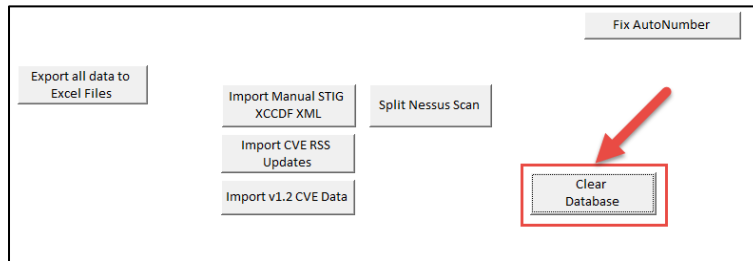 Fix AutoNumber
Export all data to
Excel Files
Import Manual STIG
XCCDF XML
Split Nessus Scan
Import CVE RSS
Updates
Import v1.2 CVE Data
Clear
Database